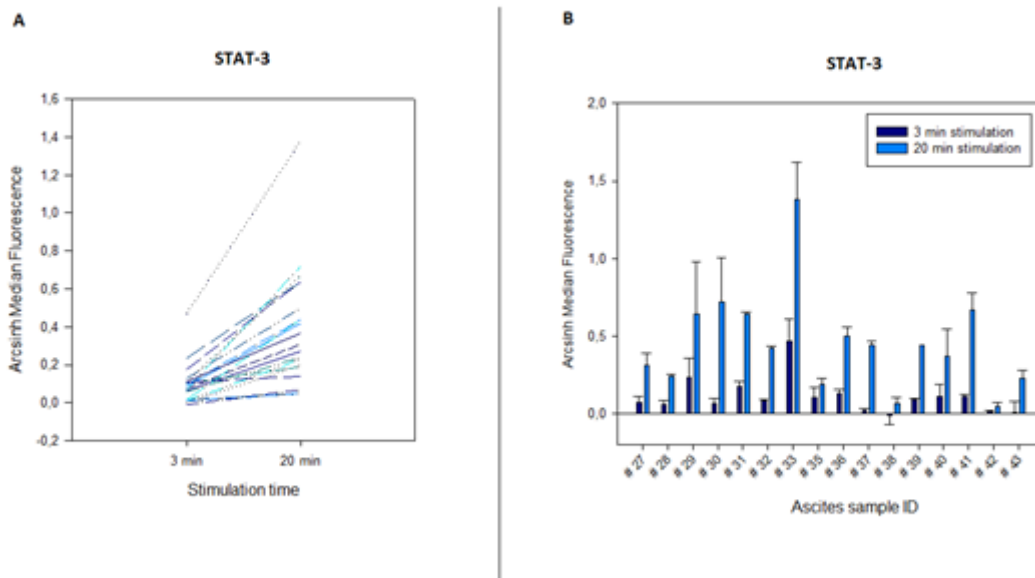 A
STAT-3
Arcsinh Median Fluorescence
1,6
1,4
1,2
1,0
0,8
0,6
0,4
0,2
0,0
-0,2
3 min
20 min
Stimulation time
B
STAT-3
Arcsinh Median Fluorescence
2,0
1,5
1,0
0,5
0,0
3 min stimulation
20 min stimulation
# 27
# 28
# 29
# 30
# 31
# 32
# 33
# 35
# 36
# 37
# 38
# 39
# 40
# 41
# 42
# 43
Ascites sample ID